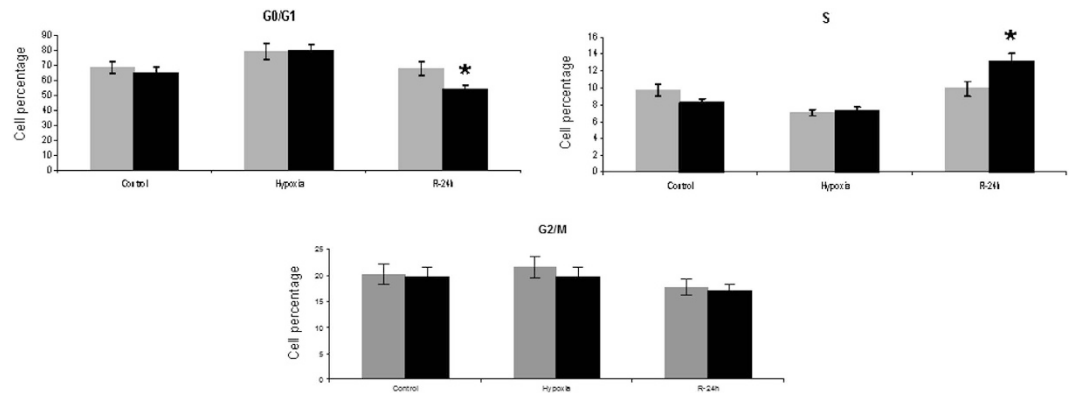 G0/G1
Cell percentage
90
80
70
60
50
40
30
20
10
0
Control
Hypoxia
R-24h
*
S
Cell percentage
16
14
12
10
8
6
4
2
0
Control
Hypoxia
R-24h
*
G2/M
Cell percentage
25
20
15
10
5
0
Control
Hypoxia
R-24h